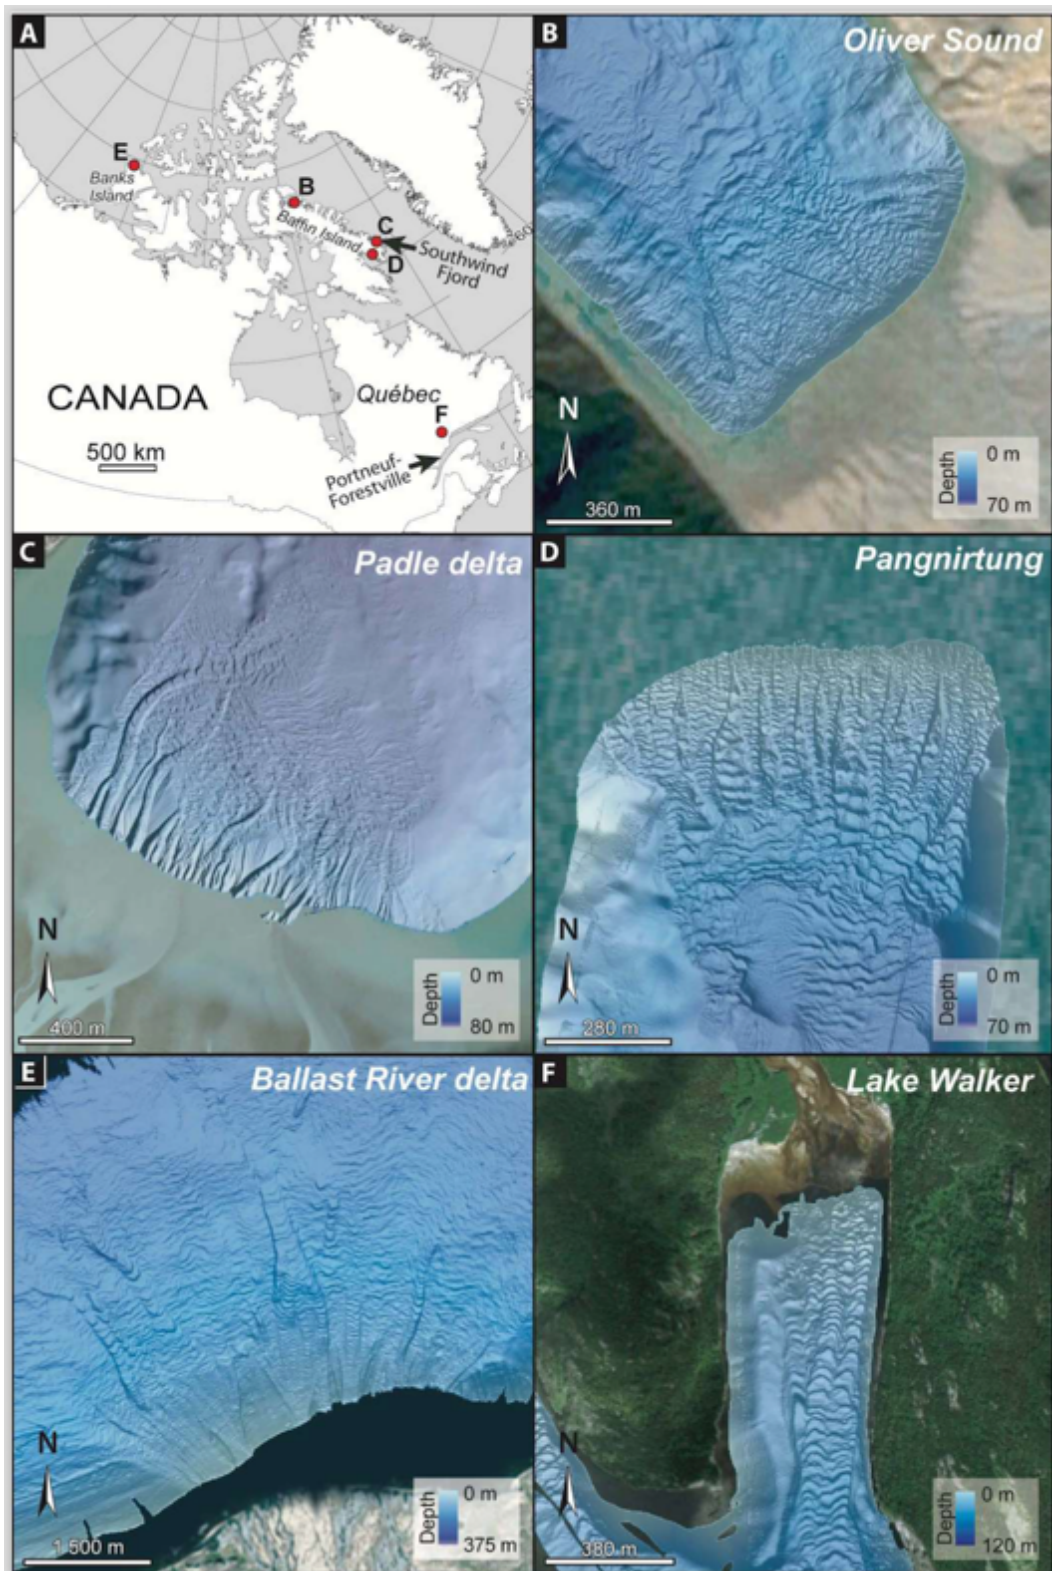 A
E
Banks
Island
B
Baffin Island
C
D
Southwind
Fjord
60
CANADA
500 km
Québec
F
Portneuf-
Forestville
B
Oliver Sound
N
360 m
Depth
0 m
70 m
C
Padle delta
N
400 m
Depth
0 m
80 m
D
Pangnirtung
N
280 m
Depth
0 m
70 m
E
Ballast River delta
N
1 500 m
Depth
0 m
375 m
F
Lake Walker
N
380 m
Depth
0 m
120 m